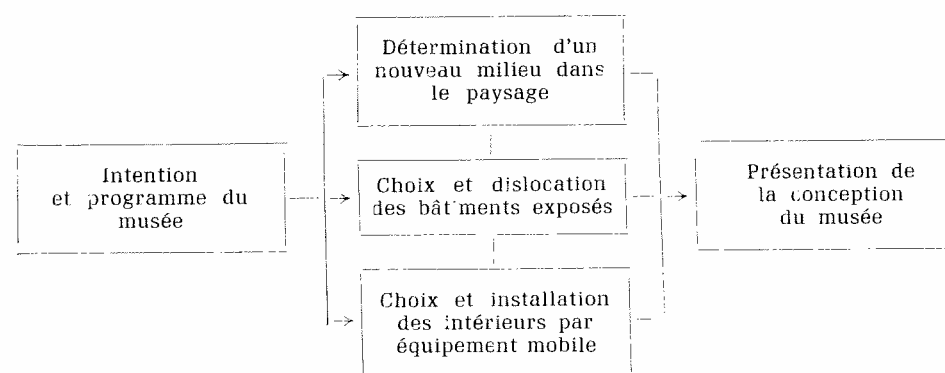 Intention
et programme du
musée
Détermination d'un
nouveau milieu dans
le paysage
Choix et dislocation
des bâtiments exposés
Choix et installation
des intérieurs par
équipement mobile
Présentation de
la conception
du musée